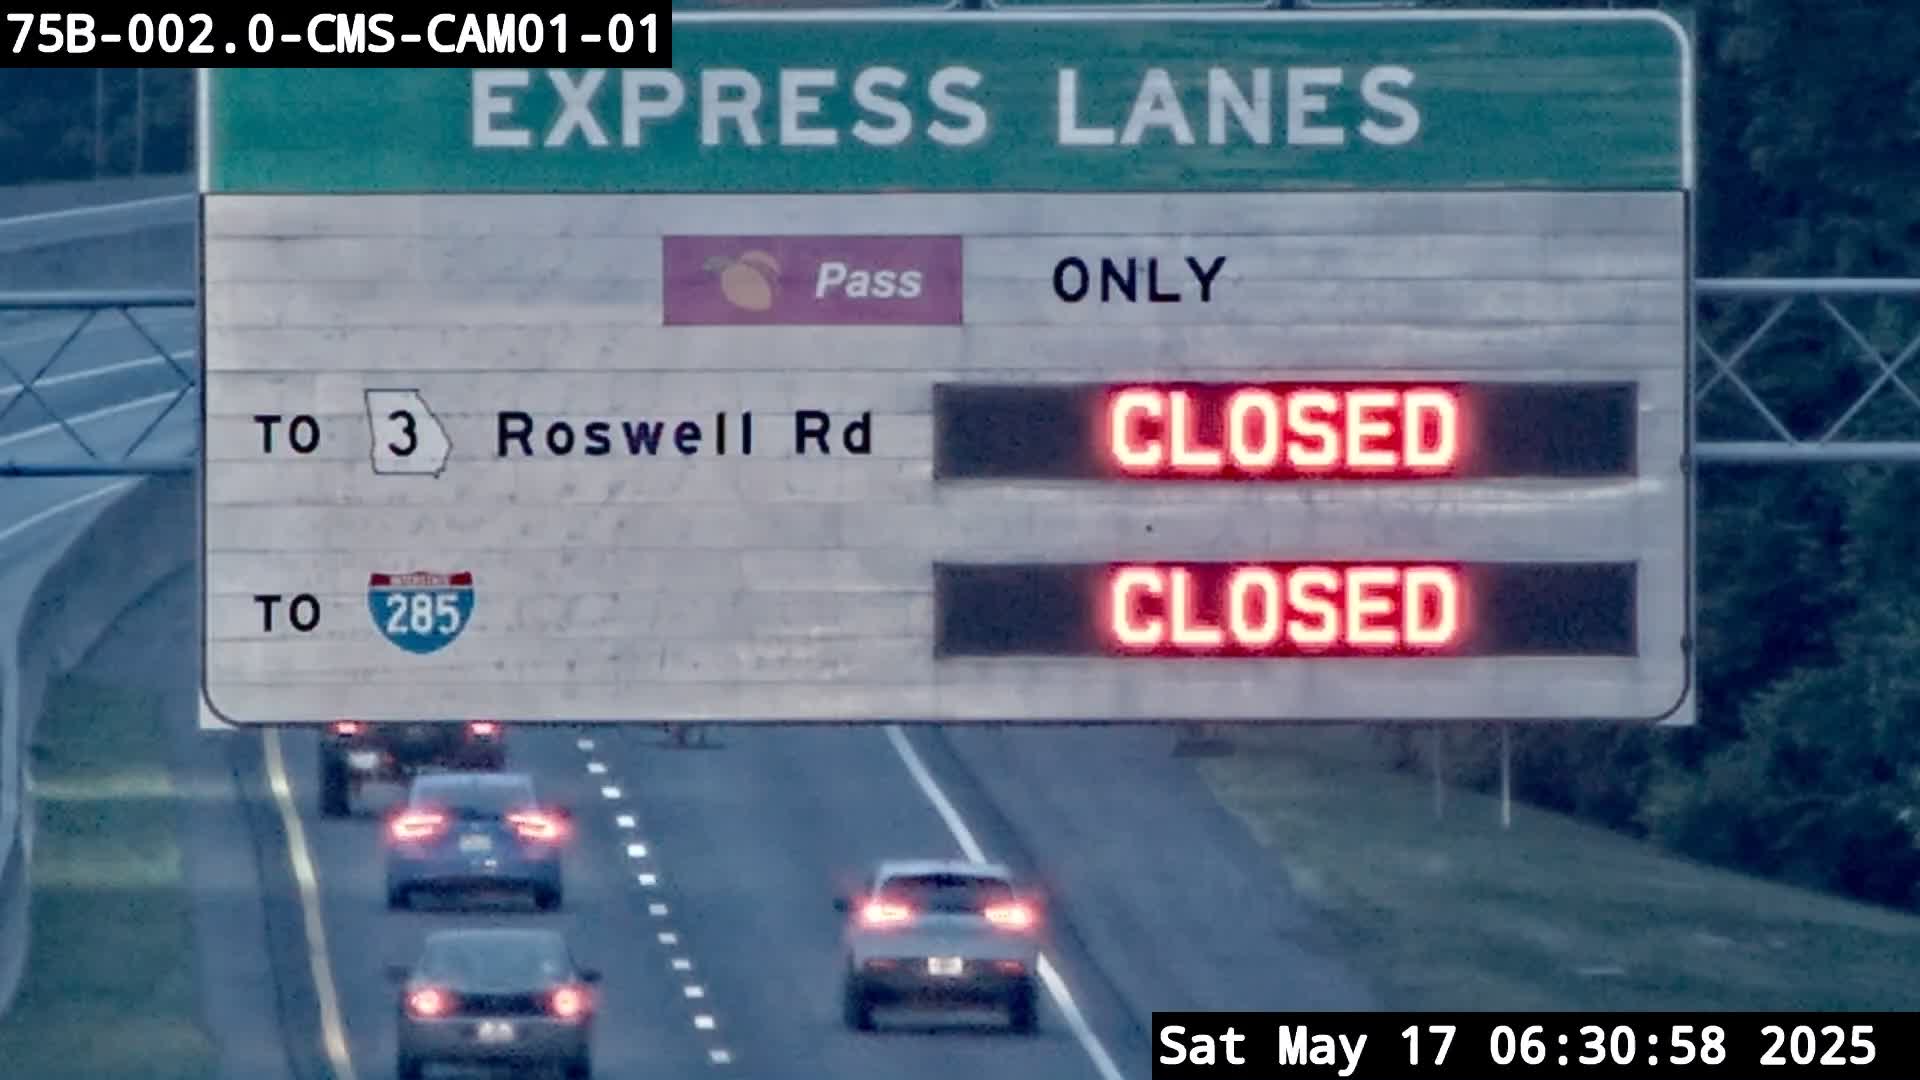 75B-002.0-CMS-CAM01-01
EXPRESS LANES
Pass ONLY
TO 3 Roswell Rd CLOSED
TO INTERSTATE 285 CLOSED
Sat May 17 06:30:58 2025